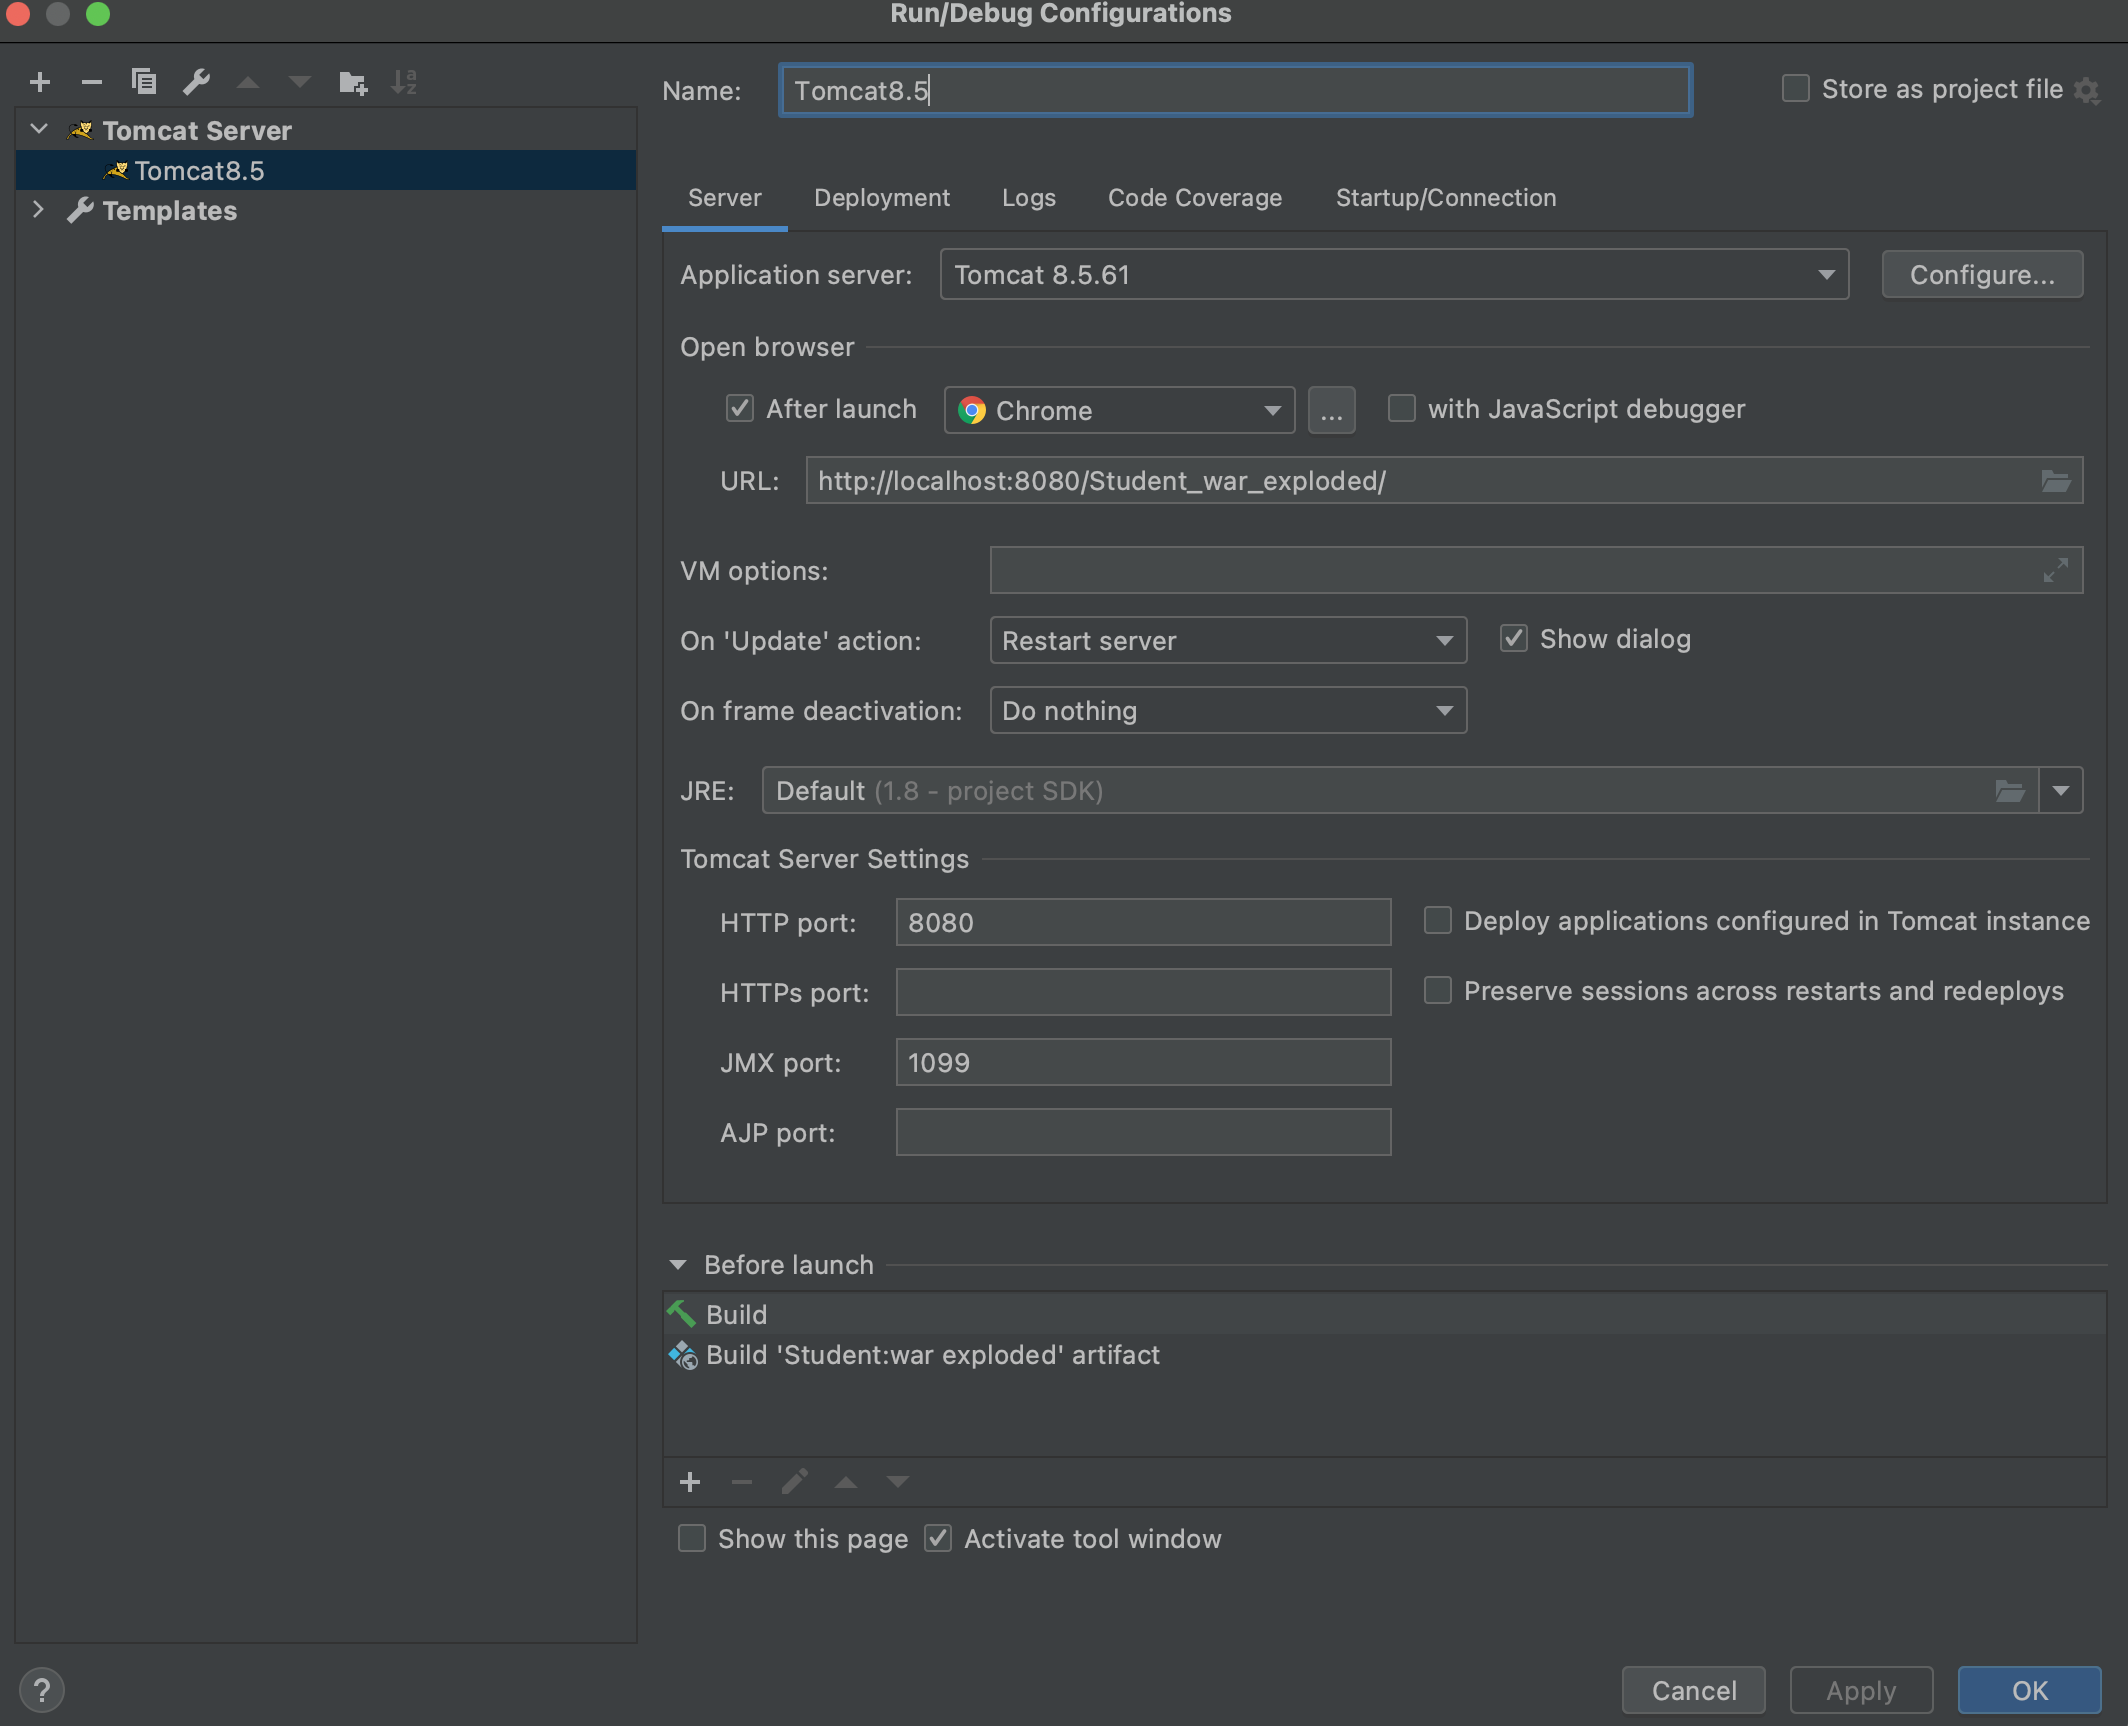 Run/Debug Configurations
Name: Tomcat8.5 Store as project file
Tomcat Server
Tomcat8.5
Templates
Server Deployment Logs Code Coverage Startup/Connection
Application server: Tomcat 8.5.61 Configure...
Open browser
After launch Chrome ... with JavaScript debugger
URL: http://localhost:8080/Student_war_exploded/
VM options:
On 'Update' action: Restart server Show dialog
On frame deactivation: Do nothing
JRE: Default (1.8 - project SDK)
Tomcat Server Settings
HTTP port: 8080 Deploy applications configured in Tomcat instance
HTTPs port: Preserve sessions across restarts and redeploys
JMX port: 1099
AJP port:
Before launch
Build
Build 'Student:war exploded' artifact
Show this page Activate tool window
? Cancel Apply OK